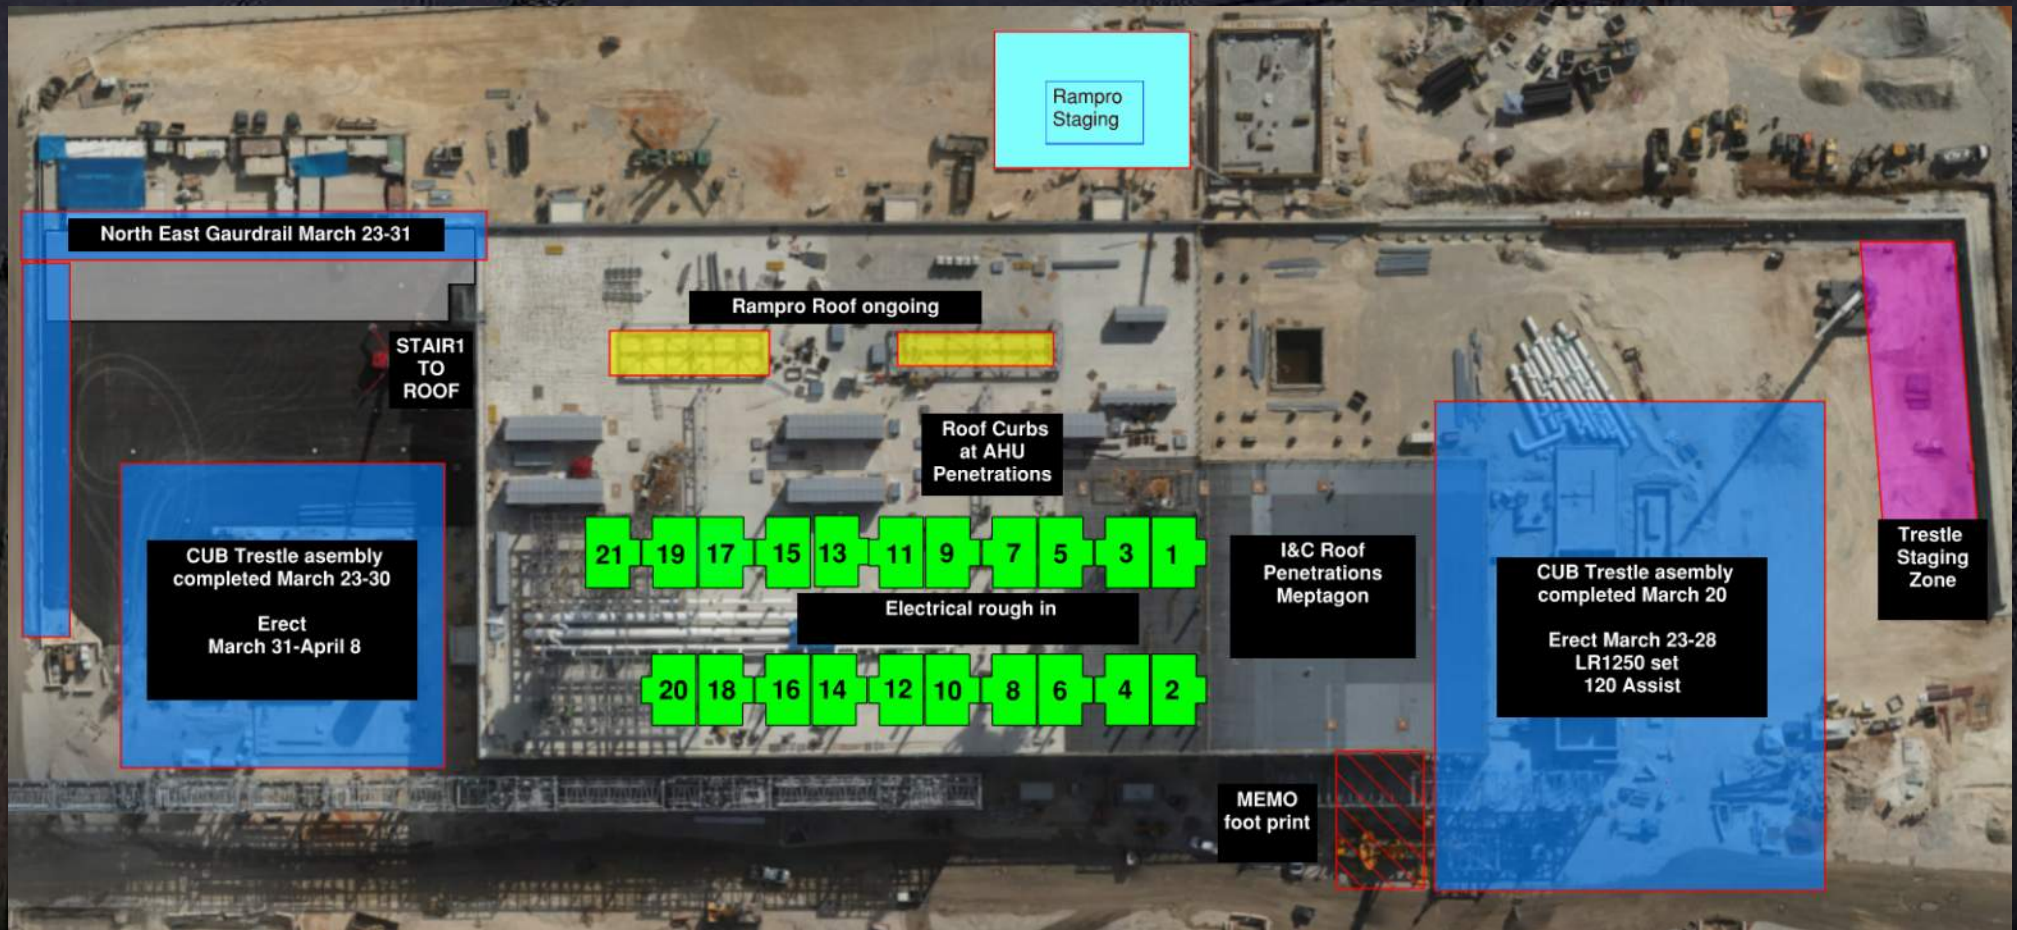 Rampro
Staging
North East Gaurdrail March 23-31
Rampro Roof ongoing
STAIR1
TO
ROOF
Roof Curbs
at AHU
Penetrations
21 19 17 15 13 11 9 7 5 3 1
CUB Trestle asembly
completed March 23-30
Erect
March 31-April 8
Electrical rough in
I&C Roof
Penetrations
Meptagon
CUB Trestle asembly
completed March 20
Erect March 23-28
LR1250 set
120 Assist
Trestle
Staging
Zone
20 18 16 14 12 10 8 6 4 2
MEMO
foot print